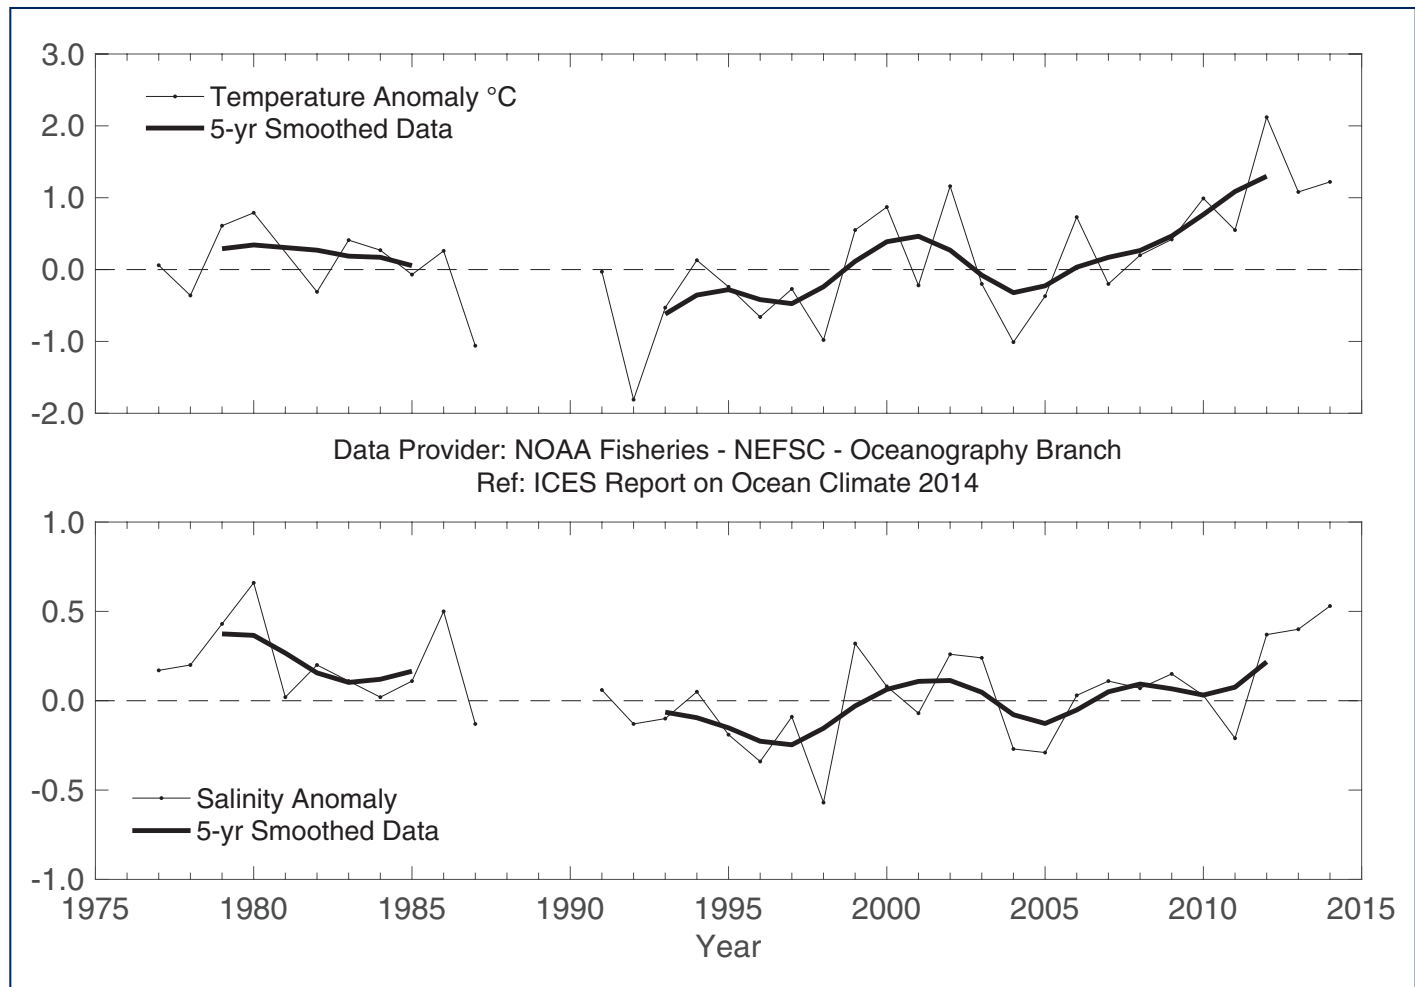 3.0
Temperature Anomaly °C
2.0
5-yr Smoothed Data
1.0
0.0
-1.0
-2.0
Data Provider: NOAA Fisheries - NEFSC - Oceanography Branch
Ref: ICES Report on Ocean Climate 2014
1.0
0.5
0.0
-0.5
Salinity Anomaly
5-yr Smoothed Data
-1.0
1975 1980 1985 1990 1995 2000 2005 2010 2015
Year